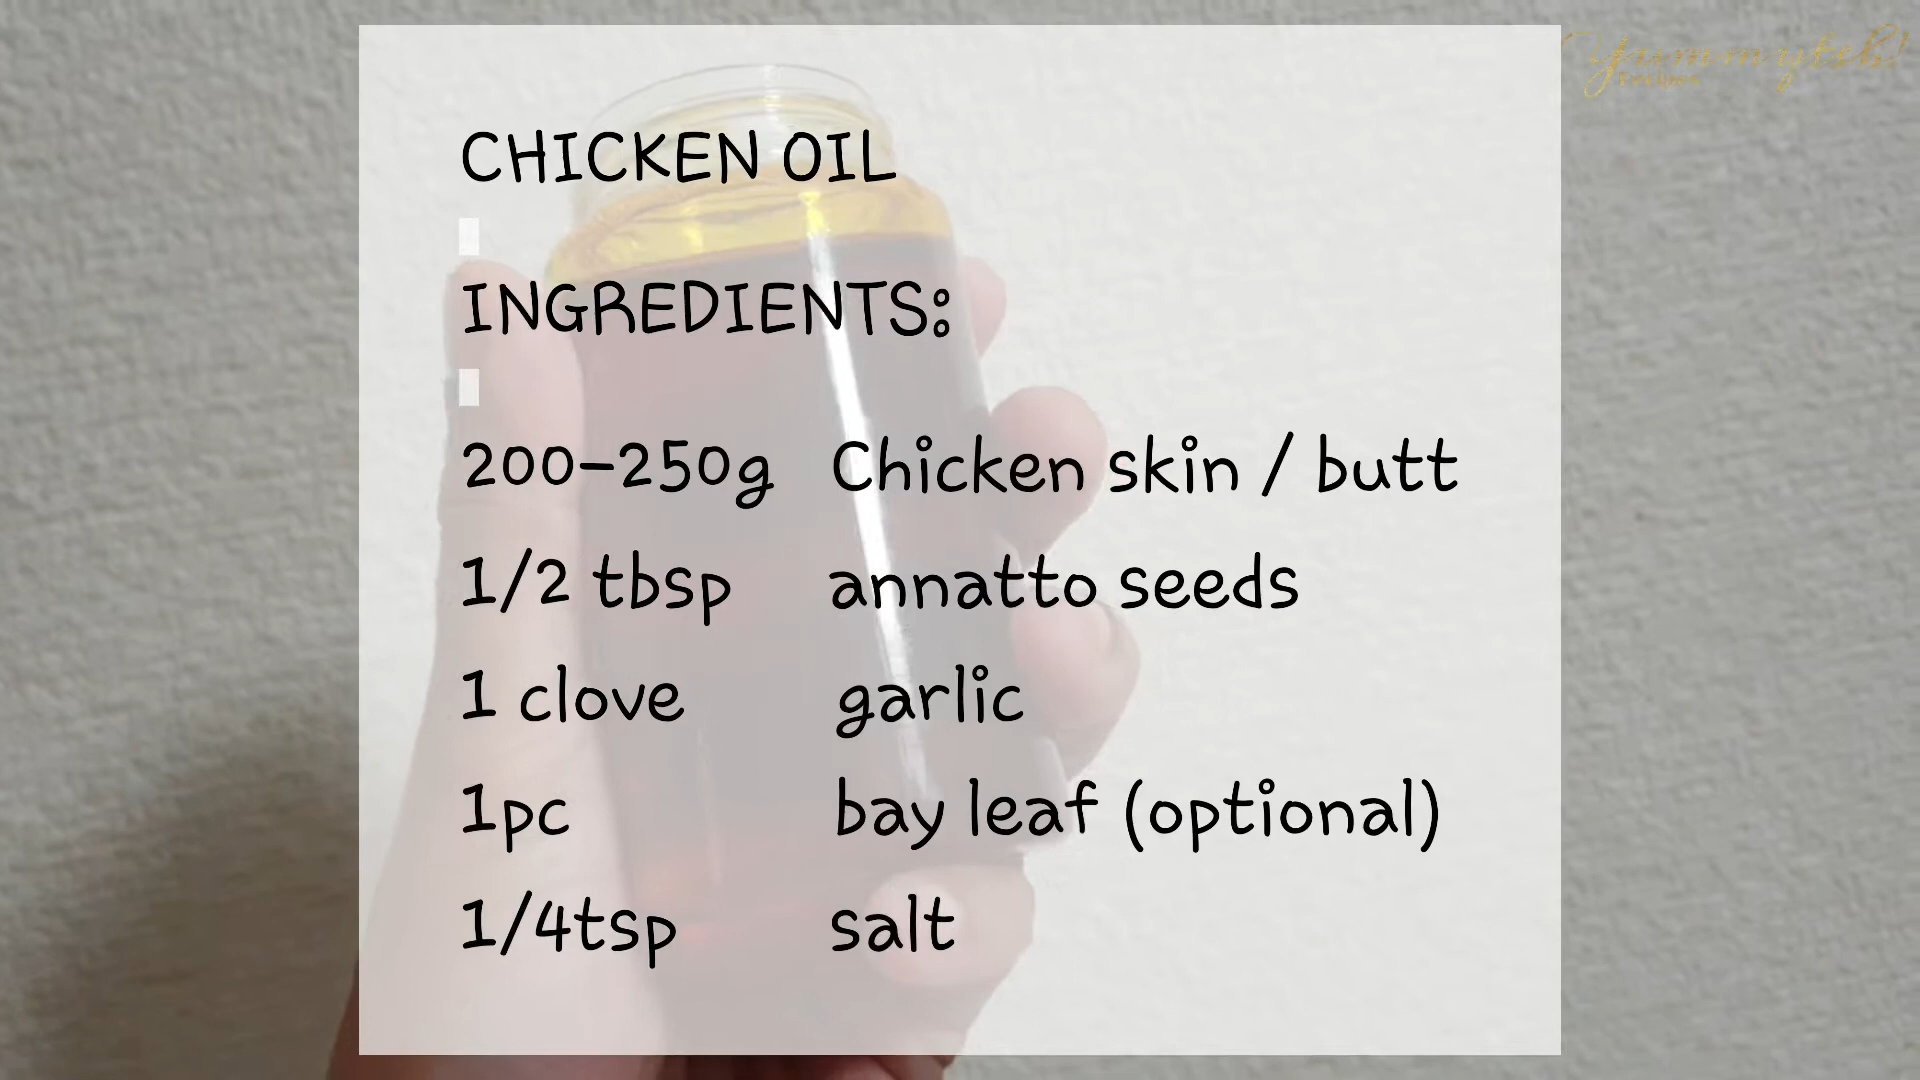 Yummyish!
CHICKEN OIL
INGREDIENTS:
200-250g Chicken skin / butt
1/2 tbsp annatto seeds
1 clove garlic
1pc bay leaf (optional)
1/4tsp salt